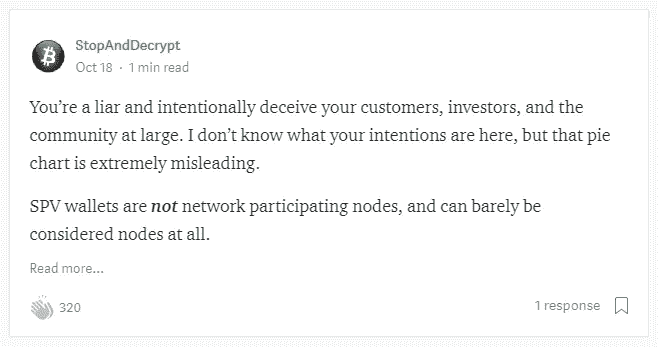 StopAndDecrypt
Oct 18 · 1 min read
You’re a liar and intentionally deceive your customers, investors, and the
community at large. I don’t know what your intentions are here, but that pie
chart is extremely misleading.
SPV wallets are not network participating nodes, and can barely be
considered nodes at all.
Read more...
320
1 response